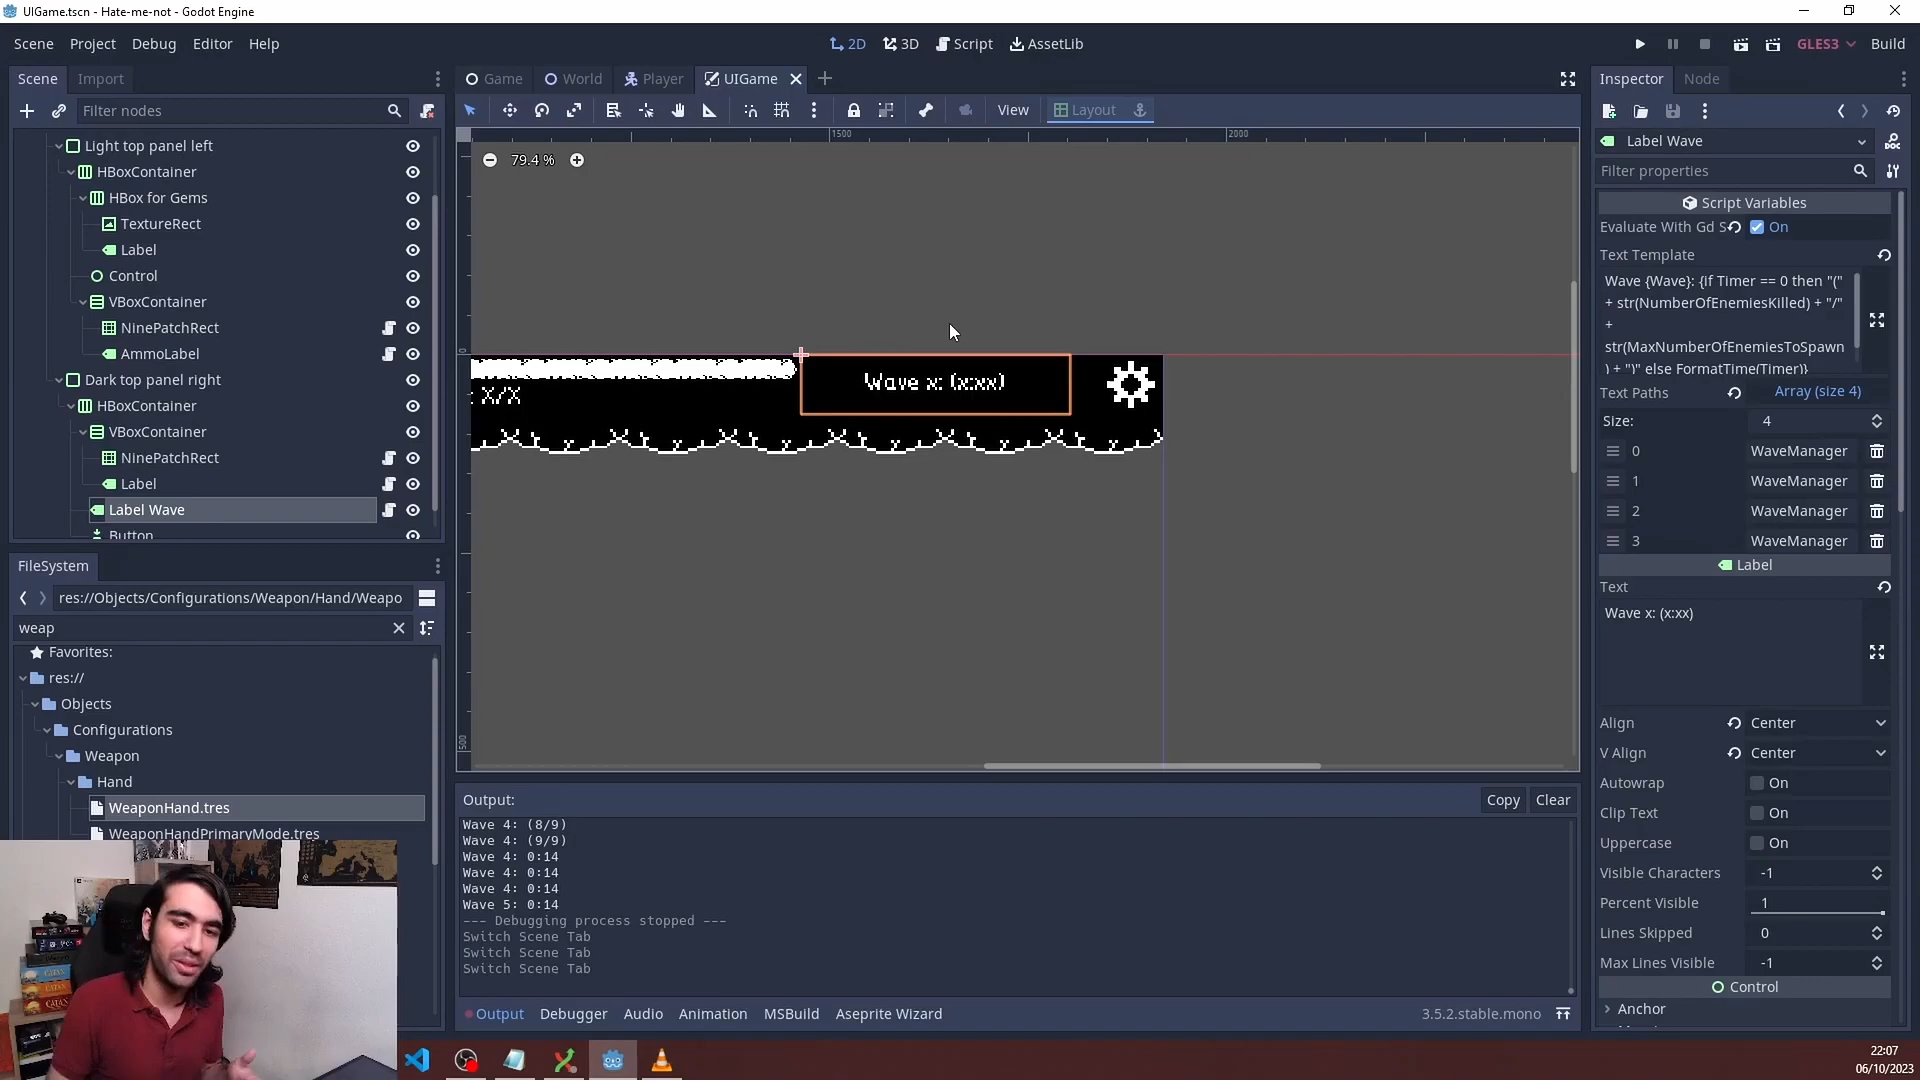 UIGame.tscn - Hate-me-not - Godot Engine
Scene Project Debug Editor Help
2D 3D Script AssetLib
GLES3 Build
Scene Import
Filter nodes
Light top panel left
HBoxContainer
HBox for Gems
TextureRect
Label
Control
VBoxContainer
NinePatchRect
AmmoLabel
Dark top panel right
HBoxContainer
VBoxContainer
NinePatchRect
Label
Label Wave
Button
FileSystem
res://Objects/Configurations/Weapon/Hand/Weapo
weap
Favorites:
res://
Objects
Configurations
Weapon
Hand
WeaponHand.tres
WeaponHandPrimaryMode.tres
Game World Player UIGame
View Layout
1500 2000
79.4 %
0
500
: X/X
Wave x: (x:xx)
Output:
Copy Clear
Wave 4: (8/9)
Wave 4: (9/9)
Wave 4: 0:14
Wave 4: 0:14
Wave 4: 0:14
Wave 5: 0:14
--- Debugging process stopped ---
Switch Scene Tab
Switch Scene Tab
Switch Scene Tab
Output Debugger Audio Animation MSBuild Aseprite Wizard
3.5.2.stable.mono
Inspector Node
Label Wave
Filter properties
Script Variables
Evaluate With Gd S On
Text Template
Wave {Wave}: {if Timer == 0 then "("
+ str(NumberOfEnemiesKilled) + "/"
+
str(MaxNumberOfEnemiesToSpawn
) + ")" else FormatTime(Timer)}
Text Paths Array (size 4)
Size: 4
0 WaveManager
1 WaveManager
2 WaveManager
3 WaveManager
Label
Text
Wave x: (x:xx)
Align Center
V Align Center
Autowrap On
Clip Text On
Uppercase On
Visible Characters -1
Percent Visible 1
Lines Skipped 0
Max Lines Visible -1
Control
Anchor
CATAN
22:07
06/10/2023